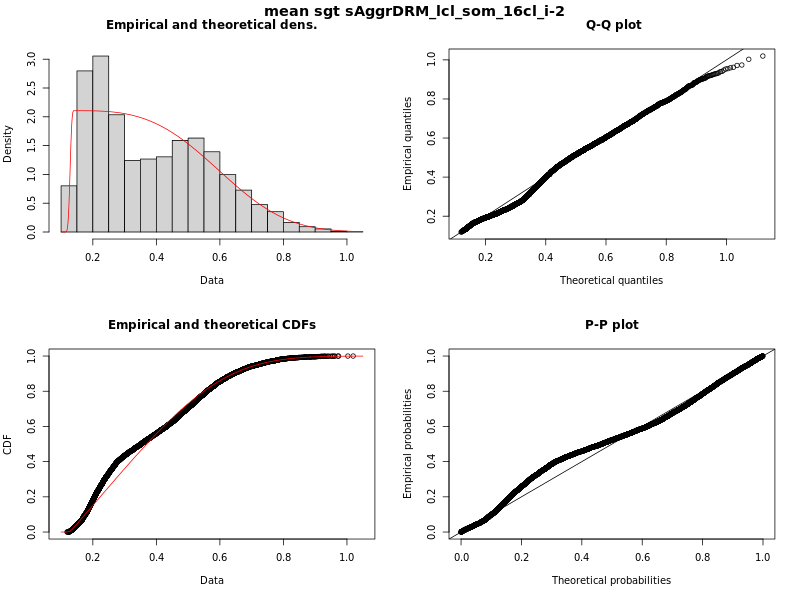 mean sgt sAggrDRM_lcl_som_16cl_i-2
Empirical and theoretical dens.
Density
0.0 0.5 1.0 1.5 2.0 2.5 3.0
0.2 0.4 0.6 0.8 1.0
Data
Q-Q plot
Empirical quantiles
0.2 0.4 0.6 0.8 1.0
0.2 0.4 0.6 0.8 1.0
Theoretical quantiles
Empirical and theoretical CDFs
CDF
0.0 0.2 0.4 0.6 0.8 1.0
0.2 0.4 0.6 0.8 1.0
Data
P-P plot
Empirical probabilities
0.0 0.2 0.4 0.6 0.8 1.0
0.0 0.2 0.4 0.6 0.8 1.0
Theoretical probabilities